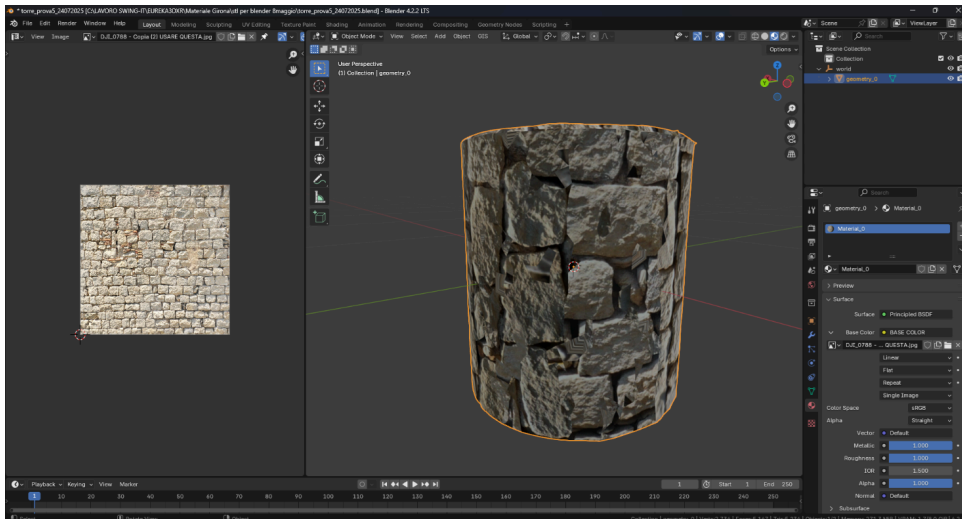 * torre_prova5_24072025 [C:\LAVORO SWING-IT\EUREKA3DXR\Materiale Girona\stl per blender 8maggio\torre_prova5_24072025.blend] - Blender 4.2.2 LTS
File Edit Render Window Help Layout Modeling Sculpting UV Editing Texture Paint Shading Animation Rendering Compositing Geometry Nodes Scripting + Scene ViewLayer
View Image DJI_0788 - Copia (2) USARE QUESTA.jpg Object Mode View Select Add Object GIS Global Search
Options
User Perspective
(1) Collection | geometry_0
Z
Y
Scene Collection
Collection
world
geometry_0
Search
geometry_0 > Material_0
Material_0
Material_0
Preview
Surface
Surface Principled BSDF
Base Color BASE COLOR
DJI_0788 - ... QUESTA.jpg
Linear
Flat
Repeat
Single Image
Color Space sRGB
Alpha Straight
Vector Default
Metallic 1.000
Roughness 1.000
IOR 1.500
Alpha 1.000
Normal Default
Subsurface
Playback Keying View Marker 1 Start 1 End 250
1 10 20 30 40 50 60 70 80 90 100 110 120 130 140 150 160 170 180 190 200 210 220 230 240 250